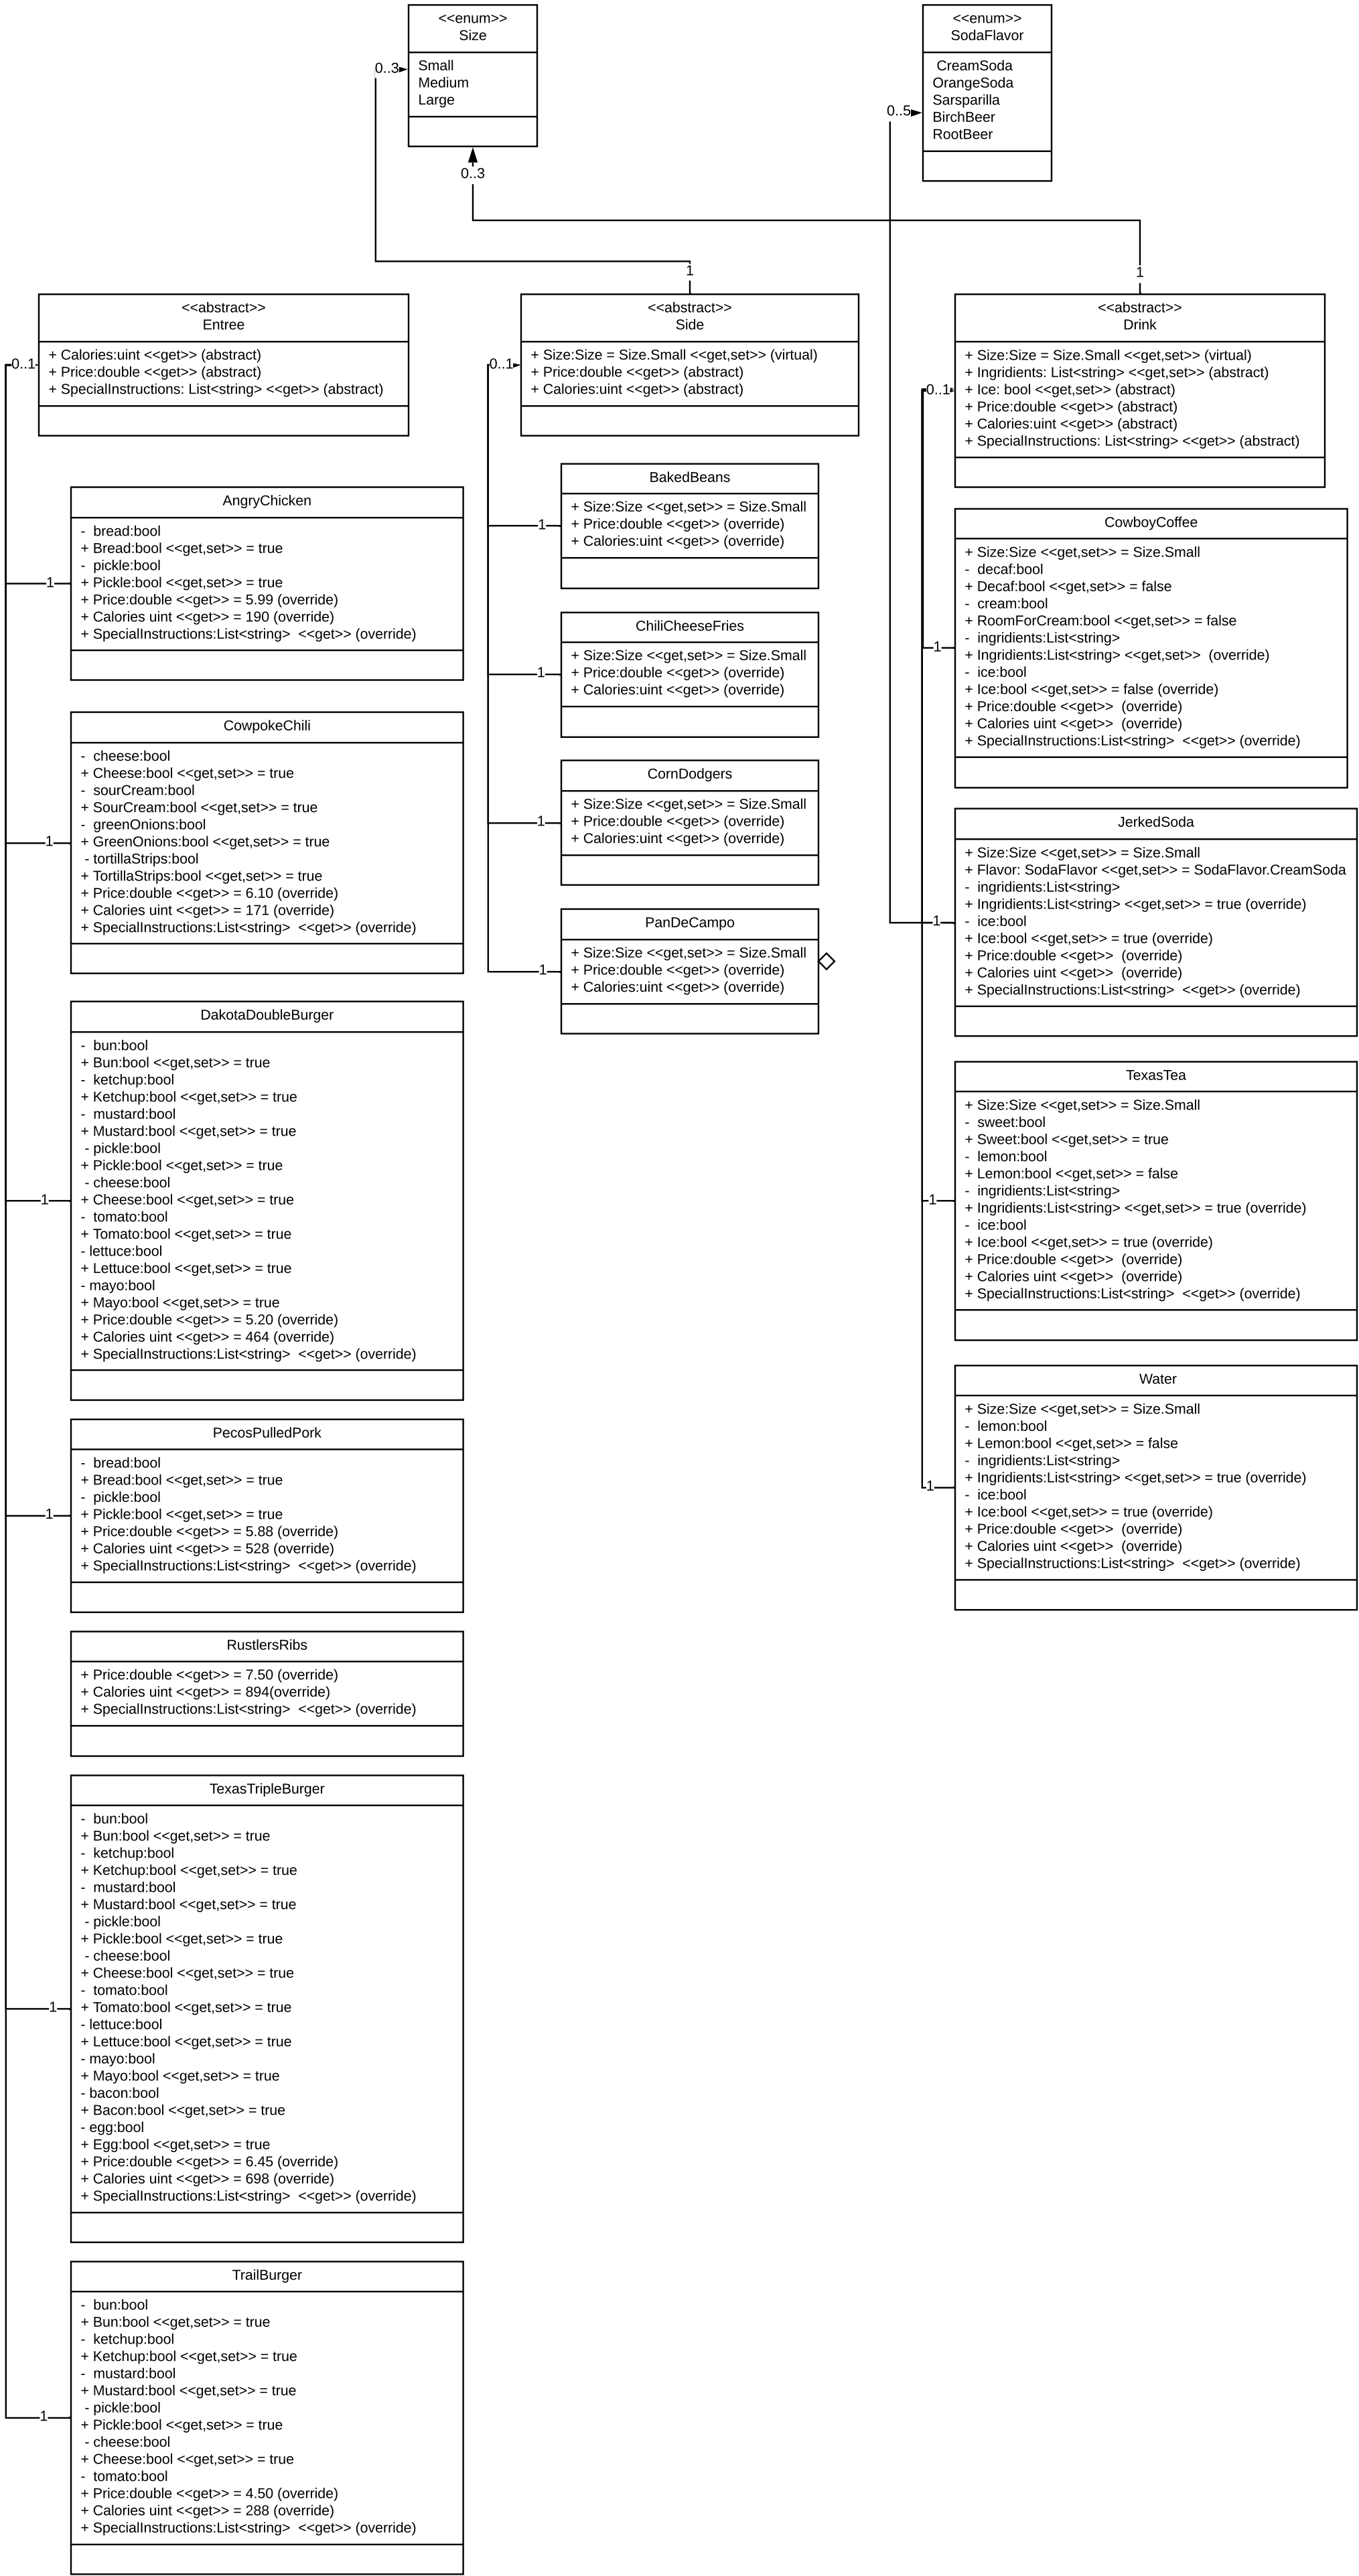 <<enum>>
Size
Small
Medium
Large
<<enum>>
SodaFlavor
CreamSoda
OrangeSoda
Sarsparilla
BirchBeer
RootBeer
0..3
0..5
0..3
1
1
<<abstract>>
Entree
+ Calories:uint <<get>> (abstract)
+ Price:double <<get>> (abstract)
+ SpecialInstructions: List<string> <<get>> (abstract)
0..1
<<abstract>>
Side
+ Size:Size = Size.Small <<get,set>> (virtual)
+ Price:double <<get>> (abstract)
+ Calories:uint <<get>> (abstract)
0..1
<<abstract>>
Drink
+ Size:Size = Size.Small <<get,set>> (virtual)
+ Ingridients: List<string> <<get,set>> (abstract)
+ Ice: bool <<get,set>> (abstract)
+ Price:double <<get>> (abstract)
+ Calories:uint <<get>> (abstract)
+ SpecialInstructions: List<string> <<get>> (abstract)
0..1
AngryChicken
- bread:bool
+ Bread:bool <<get,set>> = true
- pickle:bool
+ Pickle:bool <<get,set>> = true
+ Price:double <<get>> = 5.99 (override)
+ Calories uint <<get>> = 190 (override)
+ SpecialInstructions:List<string> <<get>> (override)
1
CowpokeChili
- cheese:bool
+ Cheese:bool <<get,set>> = true
- sourCream:bool
+ SourCream:bool <<get,set>> = true
- greenOnions:bool
+ GreenOnions:bool <<get,set>> = true
- tortillaStrips:bool
+ TortillaStrips:bool <<get,set>> = true
+ Price:double <<get>> = 6.10 (override)
+ Calories uint <<get>> = 171 (override)
+ SpecialInstructions:List<string> <<get>> (override)
1
DakotaDoubleBurger
- bun:bool
+ Bun:bool <<get,set>> = true
- ketchup:bool
+ Ketchup:bool <<get,set>> = true
- mustard:bool
+ Mustard:bool <<get,set>> = true
- pickle:bool
+ Pickle:bool <<get,set>> = true
- cheese:bool
+ Cheese:bool <<get,set>> = true
- tomato:bool
+ Tomato:bool <<get,set>> = true
- lettuce:bool
+ Lettuce:bool <<get,set>> = true
- mayo:bool
+ Mayo:bool <<get,set>> = true
+ Price:double <<get>> = 5.20 (override)
+ Calories uint <<get>> = 464 (override)
+ SpecialInstructions:List<string> <<get>> (override)
1
PecosPulledPork
- bread:bool
+ Bread:bool <<get,set>> = true
- pickle:bool
+ Pickle:bool <<get,set>> = true
+ Price:double <<get>> = 5.88 (override)
+ Calories uint <<get>> = 528 (override)
+ SpecialInstructions:List<string> <<get>> (override)
1
RustlersRibs
+ Price:double <<get>> = 7.50 (override)
+ Calories uint <<get>> = 894(override)
+ SpecialInstructions:List<string> <<get>> (override)
TexasTripleBurger
- bun:bool
+ Bun:bool <<get,set>> = true
- ketchup:bool
+ Ketchup:bool <<get,set>> = true
- mustard:bool
+ Mustard:bool <<get,set>> = true
- pickle:bool
+ Pickle:bool <<get,set>> = true
- cheese:bool
+ Cheese:bool <<get,set>> = true
- tomato:bool
+ Tomato:bool <<get,set>> = true
- lettuce:bool
+ Lettuce:bool <<get,set>> = true
- mayo:bool
+ Mayo:bool <<get,set>> = true
- bacon:bool
+ Bacon:bool <<get,set>> = true
- egg:bool
+ Egg:bool <<get,set>> = true
+ Price:double <<get>> = 6.45 (override)
+ Calories uint <<get>> = 698 (override)
+ SpecialInstructions:List<string> <<get>> (override)
1
TrailBurger
- bun:bool
+ Bun:bool <<get,set>> = true
- ketchup:bool
+ Ketchup:bool <<get,set>> = true
- mustard:bool
+ Mustard:bool <<get,set>> = true
- pickle:bool
+ Pickle:bool <<get,set>> = true
- cheese:bool
+ Cheese:bool <<get,set>> = true
- tomato:bool
+ Price:double <<get>> = 4.50 (override)
+ Calories uint <<get>> = 288 (override)
+ SpecialInstructions:List<string> <<get>> (override)
1
BakedBeans
+ Size:Size <<get,set>> = Size.Small
+ Price:double <<get>> (override)
+ Calories:uint <<get>> (override)
1
ChiliCheeseFries
+ Size:Size <<get,set>> = Size.Small
+ Price:double <<get>> (override)
+ Calories:uint <<get>> (override)
1
CornDodgers
+ Size:Size <<get,set>> = Size.Small
+ Price:double <<get>> (override)
+ Calories:uint <<get>> (override)
1
PanDeCampo
+ Size:Size <<get,set>> = Size.Small
+ Price:double <<get>> (override)
+ Calories:uint <<get>> (override)
1
CowboyCoffee
+ Size:Size <<get,set>> = Size.Small
- decaf:bool
+ Decaf:bool <<get,set>> = false
- cream:bool
+ RoomForCream:bool <<get,set>> = false
- ingridients:List<string>
+ Ingridients:List<string> <<get,set>> (override)
- ice:bool
+ Ice:bool <<get,set>> = false (override)
+ Price:double <<get>> (override)
+ Calories uint <<get>> (override)
+ SpecialInstructions:List<string> <<get>> (override)
1
JerkedSoda
+ Size:Size <<get,set>> = Size.Small
+ Flavor: SodaFlavor <<get,set>> = SodaFlavor.CreamSoda
- ingridients:List<string>
+ Ingridients:List<string> <<get,set>> = true (override)
- ice:bool
+ Ice:bool <<get,set>> = true (override)
+ Price:double <<get>> (override)
+ Calories uint <<get>> (override)
+ SpecialInstructions:List<string> <<get>> (override)
1
TexasTea
+ Size:Size <<get,set>> = Size.Small
- sweet:bool
+ Sweet:bool <<get,set>> = true
- lemon:bool
+ Lemon:bool <<get,set>> = false
- ingridients:List<string>
+ Ingridients:List<string> <<get,set>> = true (override)
- ice:bool
+ Ice:bool <<get,set>> = true (override)
+ Price:double <<get>> (override)
+ Calories uint <<get>> (override)
+ SpecialInstructions:List<string> <<get>> (override)
1
Water
+ Size:Size <<get,set>> = Size.Small
- lemon:bool
+ Lemon:bool <<get,set>> = false
- ingridients:List<string>
+ Ingridients:List<string> <<get,set>> = true (override)
- ice:bool
+ Ice:bool <<get,set>> = true (override)
+ Price:double <<get>> (override)
+ Calories uint <<get>> (override)
+ SpecialInstructions:List<string> <<get>> (override)
1